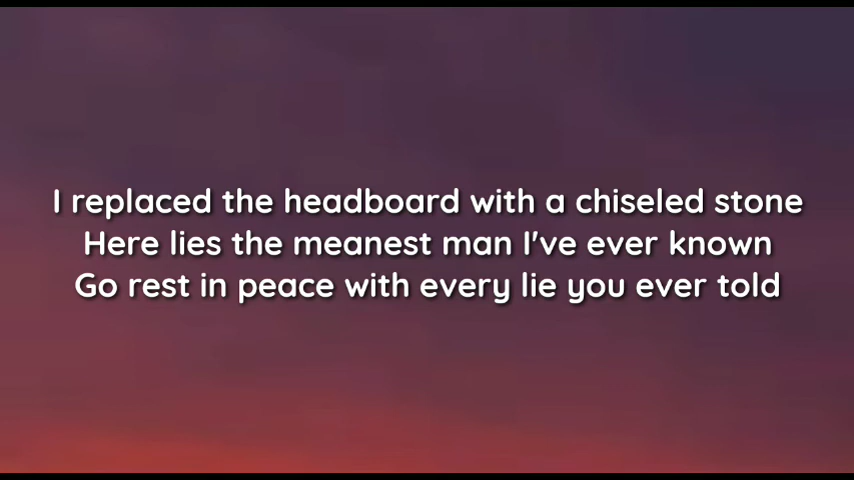 I replaced the headboard with a chiseled stone
Here lies the meanest man I've ever known
Go rest in peace with every lie you ever told